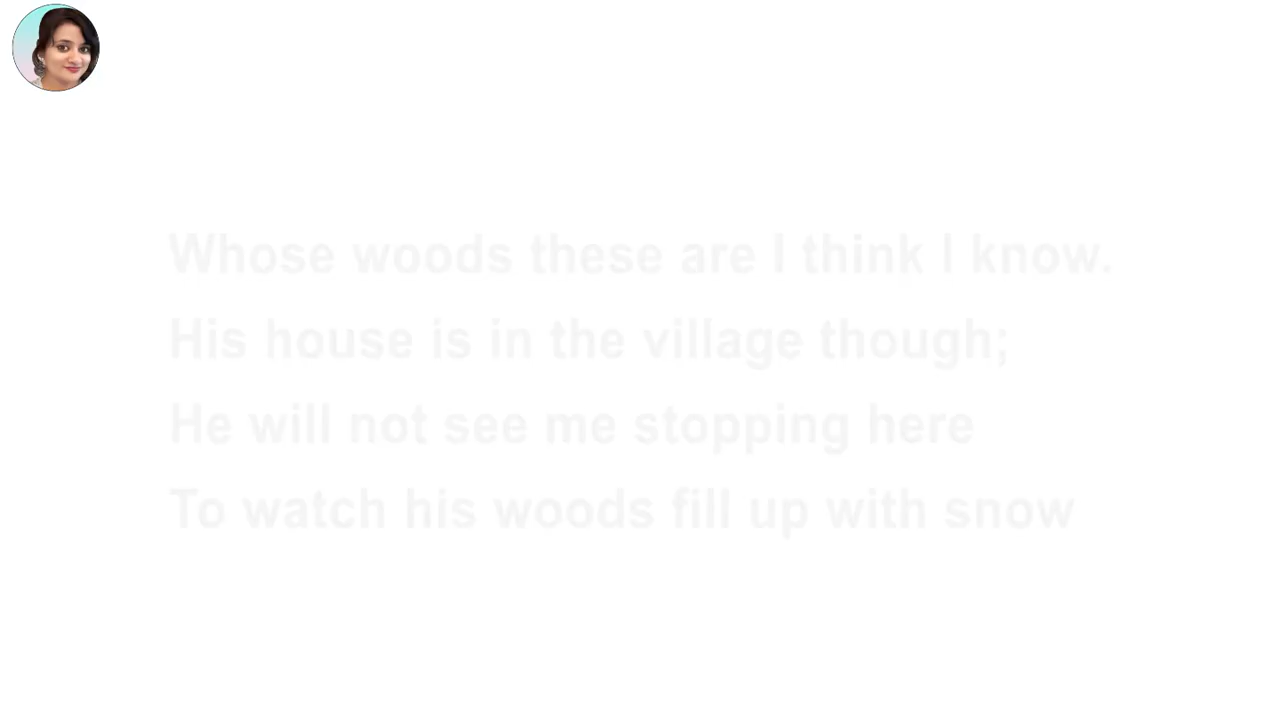 Whose woods these are I think I know.
His house is in the village though;
He will not see me stopping here
To watch his woods fill up with snow